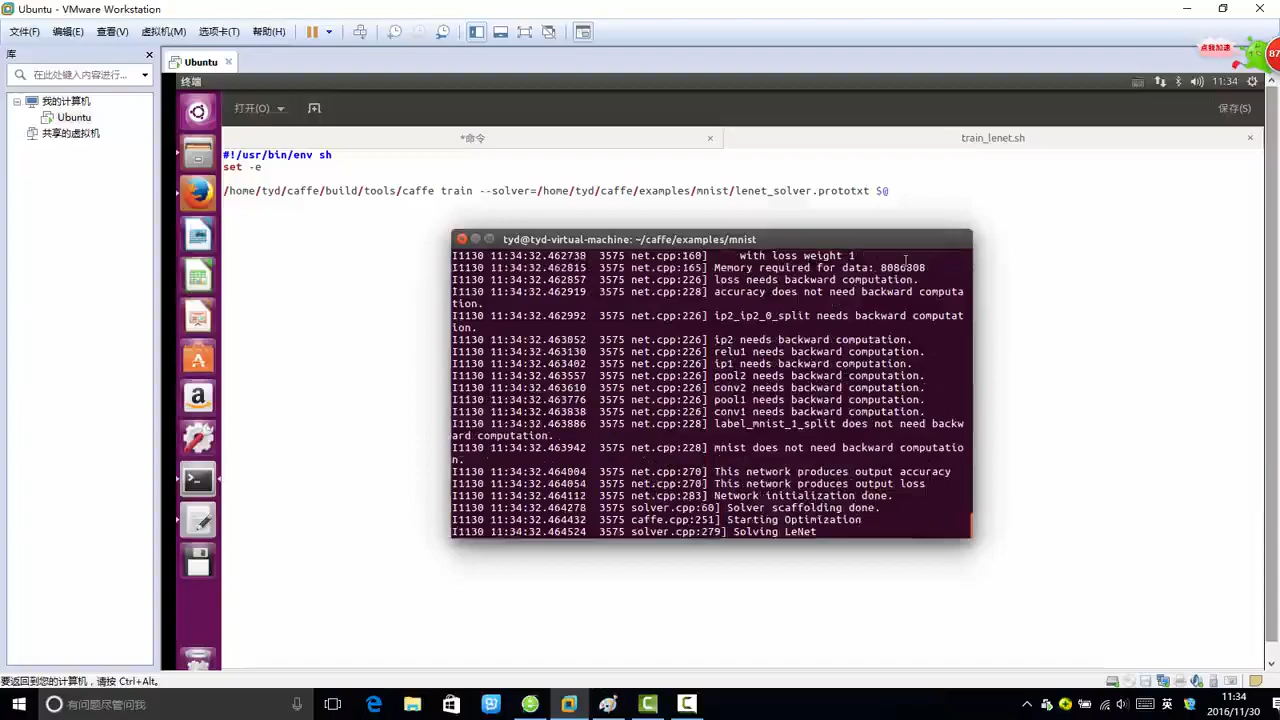 Ubuntu - VMware Workstation
文件(F) 编辑(E) 查看(V) 虚拟机(M) 选项卡(T) 帮助(H)
点我加速
87
库
在此处键入内容进行...
我的计算机
Ubuntu
共享的虚拟机
Ubuntu
终端
11:34
打开(O)
保存(S)
*命令
train_lenet.sh
#!/usr/bin/env sh
set -e
/home/tyd/caffe/build/tools/caffe train --solver=/home/tyd/caffe/examples/mnist/lenet_solver.prototxt $@
tyd@tyd-virtual-machine: ~/caffe/examples/mnist
I1130 11:34:32.462738  3575 net.cpp:160]     with loss weight 1
I1130 11:34:32.462815  3575 net.cpp:165] Memory required for data: 8086808
I1130 11:34:32.462857  3575 net.cpp:226] loss needs backward computation.
I1130 11:34:32.462919  3575 net.cpp:228] accuracy does not need backward computa
tion.
I1130 11:34:32.462992  3575 net.cpp:226] ip2_ip2_0_split needs backward computat
ion.
I1130 11:34:32.463052  3575 net.cpp:226] ip2 needs backward computation.
I1130 11:34:32.463130  3575 net.cpp:226] relu1 needs backward computation.
I1130 11:34:32.463402  3575 net.cpp:226] ip1 needs backward computation.
I1130 11:34:32.463557  3575 net.cpp:226] pool2 needs backward computation.
I1130 11:34:32.463610  3575 net.cpp:226] conv2 needs backward computation.
I1130 11:34:32.463776  3575 net.cpp:226] pool1 needs backward computation.
I1130 11:34:32.463838  3575 net.cpp:226] conv1 needs backward computation.
I1130 11:34:32.463886  3575 net.cpp:228] label_mnist_1_split does not need backw
ard computation.
I1130 11:34:32.463942  3575 net.cpp:228] mnist does not need backward computatio
n.
I1130 11:34:32.464004  3575 net.cpp:270] This network produces output accuracy
I1130 11:34:32.464054  3575 net.cpp:270] This network produces output loss
I1130 11:34:32.464112  3575 net.cpp:283] Network initialization done.
I1130 11:34:32.464278  3575 solver.cpp:60] Solver scaffolding done.
I1130 11:34:32.464432  3575 caffe.cpp:251] Starting Optimization
I1130 11:34:32.464524  3575 solver.cpp:279] Solving LeNet
要返回到您的计算机，请按 Ctrl+Alt。
有问题尽管问我
英
11:34
2016/11/30